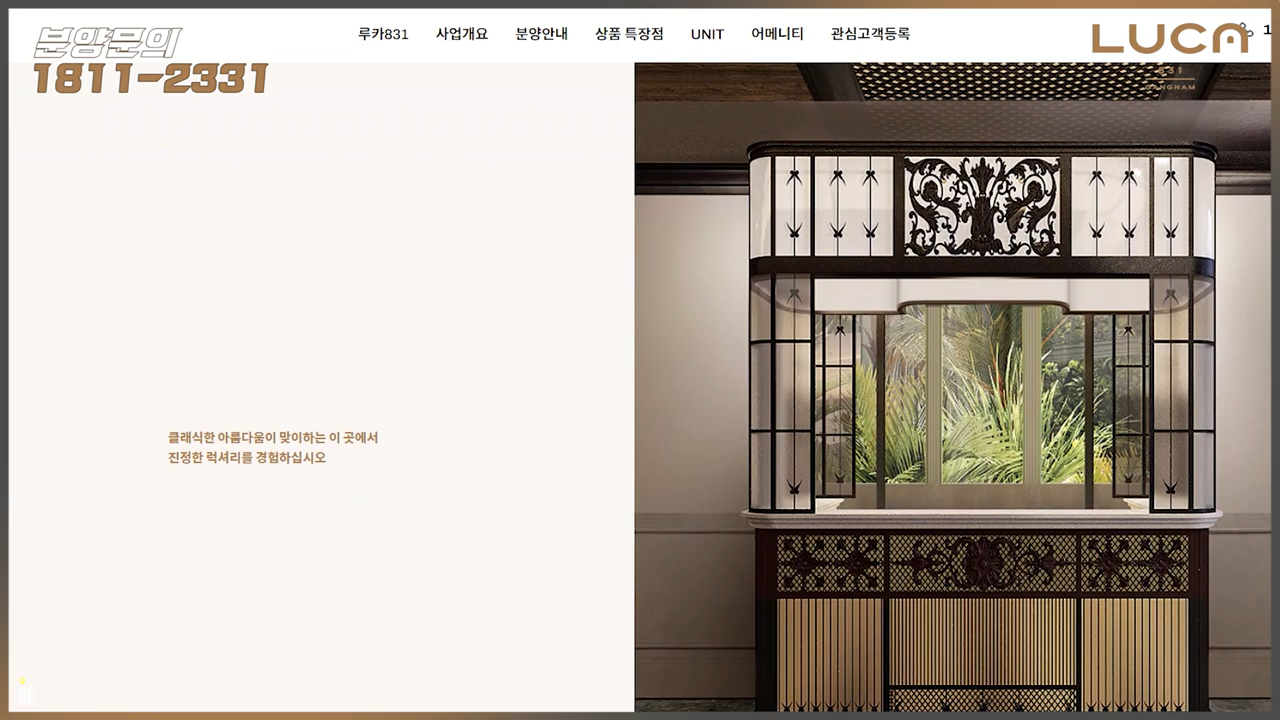 분양문의
1811-2331
루카831 사업개요 분양안내 상품 특장점 UNIT 어메니티 관심고객등록
LUCA
831
GANGNAM
클래식한 아름다움이 맞이하는 이 곳에서
진정한 럭셔리를 경험하십시오